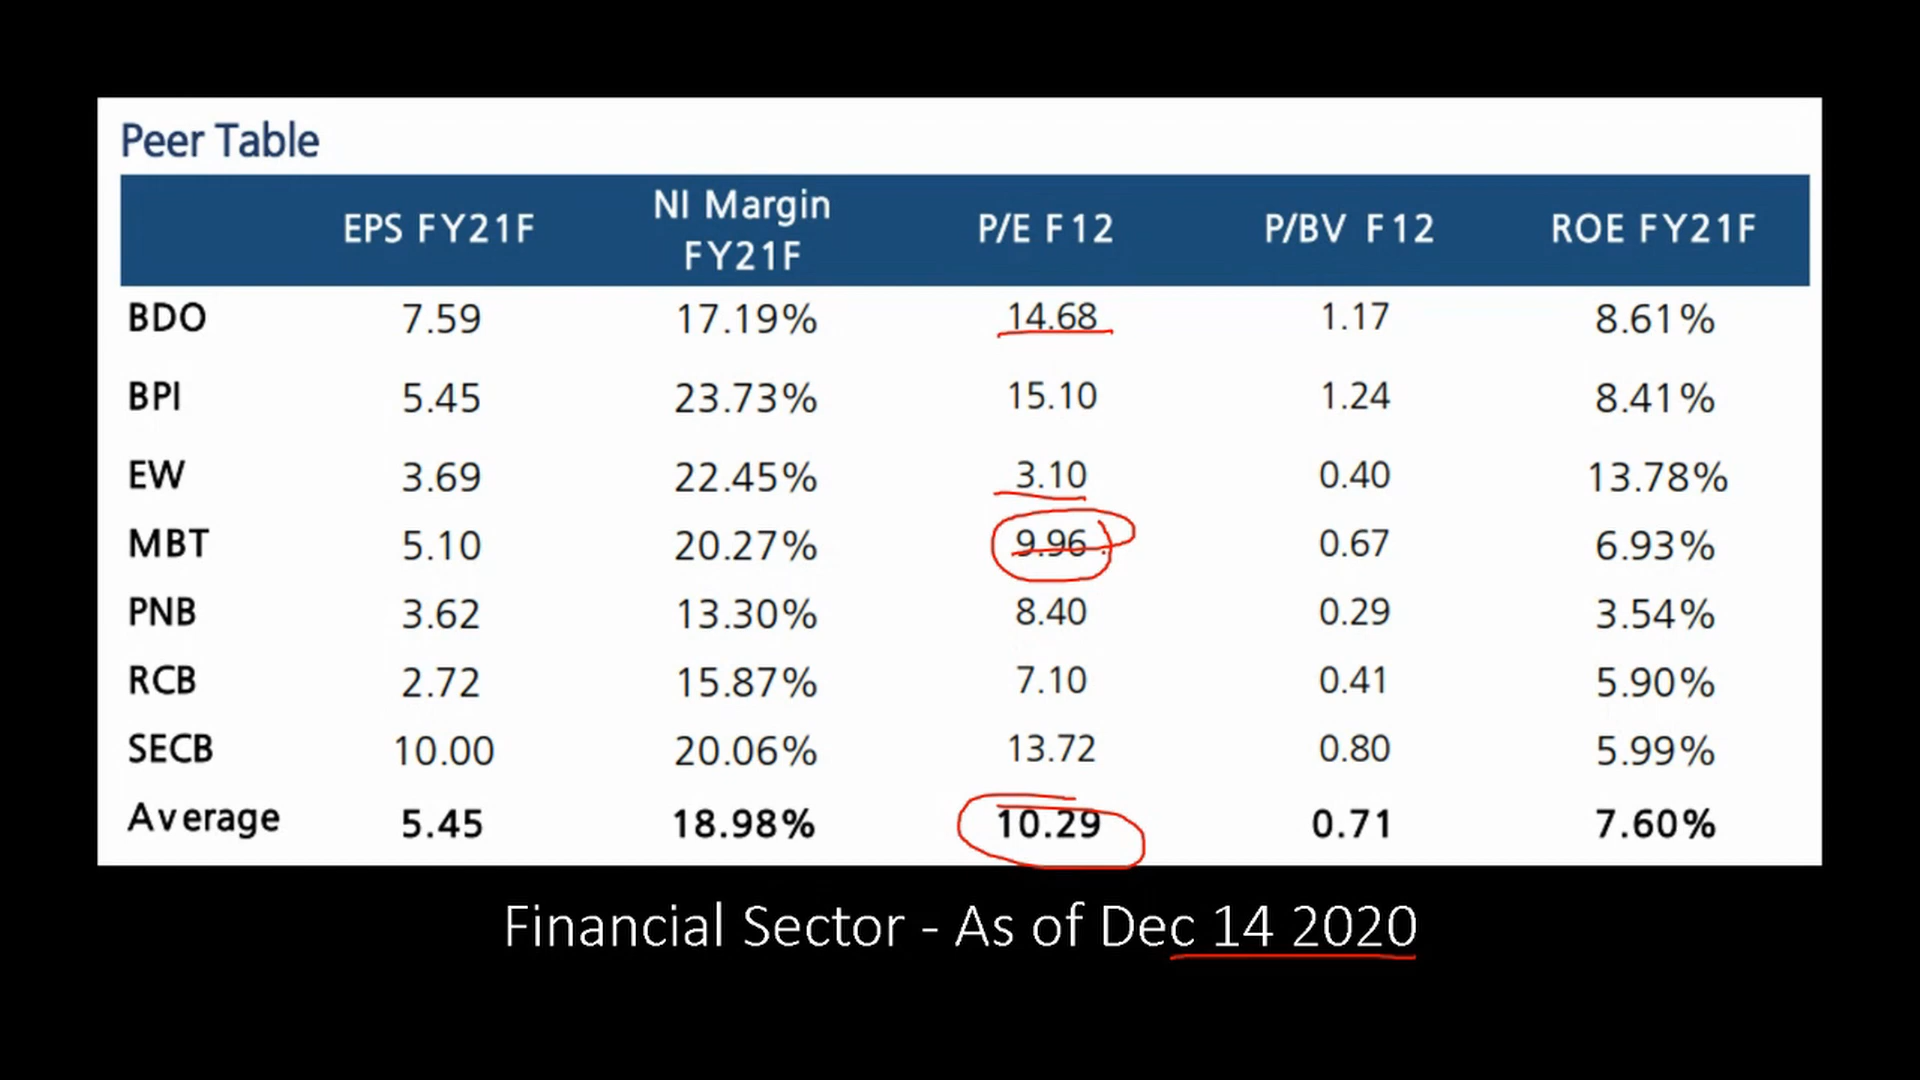 Peer Table
EPS FY21F NI Margin FY21F P/E F12 P/BV F12 ROE FY21F
BDO 7.59 17.19% 14.68 1.17 8.61%
BPI 5.45 23.73% 15.10 1.24 8.41%
EW 3.69 22.45% 3.10 0.40 13.78%
MBT 5.10 20.27% 9.96 0.67 6.93%
PNB 3.62 13.30% 8.40 0.29 3.54%
RCB 2.72 15.87% 7.10 0.41 5.90%
SECB 10.00 20.06% 13.72 0.80 5.99%
Average 5.45 18.98% 10.29 0.71 7.60%
Financial Sector - As of Dec 14 2020